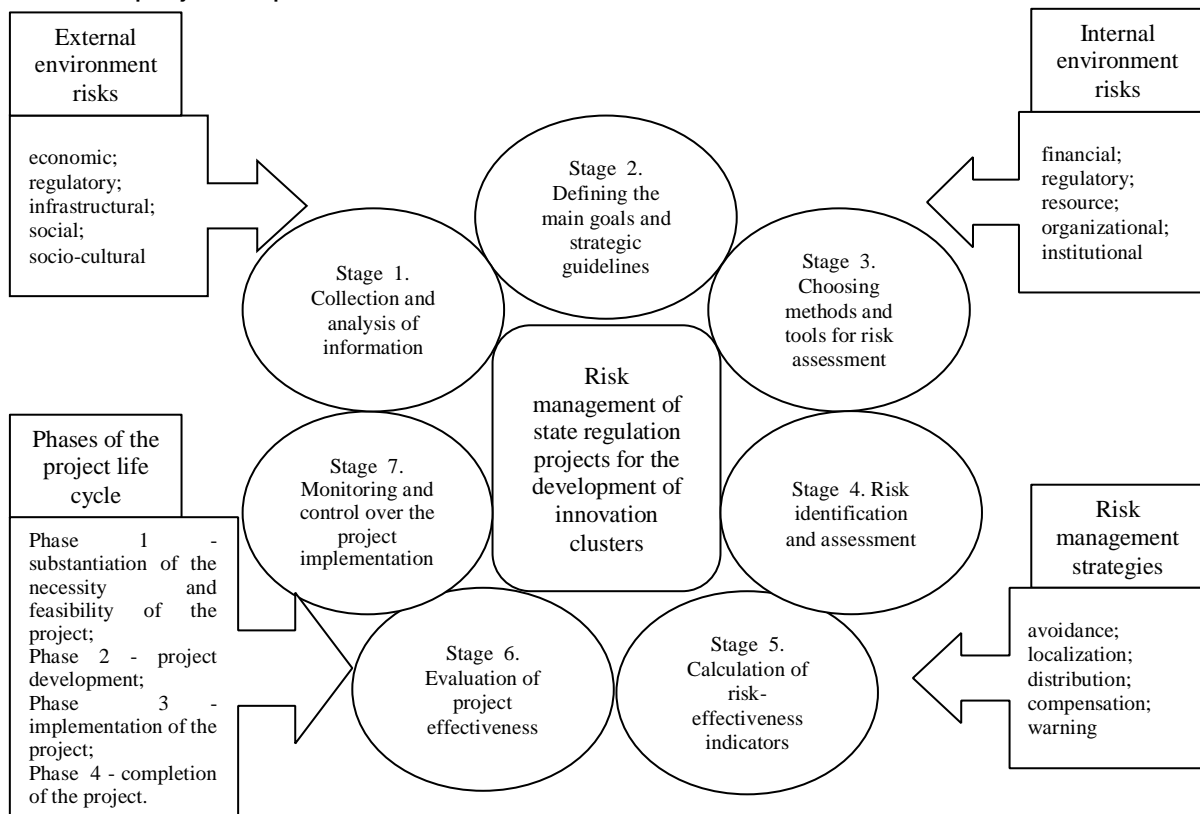 External
environment
risks
economic;
regulatory;
infrastructural;
social;
socio-cultural
Internal
environment
risks
financial;
regulatory;
resource;
organizational;
institutional
Stage 1.
Collection and
analysis of
information
Stage 2.
Defining the
main goals and
strategic
guidelines
Stage 3.
Choosing
methods and
tools for risk
assessment
Stage 4. Risk
identification
and assessment
Stage 5.
Calculation of
risk-
effectiveness
indicators
Stage 6.
Evaluation of
project
effectiveness
Stage 7.
Monitoring and
control over the
project
implementation
Risk
management of
state regulation
projects for the
development of
innovation
clusters
Phases of the
project life
cycle
Phase 1 -
substantiation of the
necessity and
feasibility of the
project;
Phase 2 - project
development;
Phase 3 -
implementation of the
project;
Phase 4 - completion
of the project.
Risk
management
strategies
avoidance;
localization;
distribution;
compensation;
warning